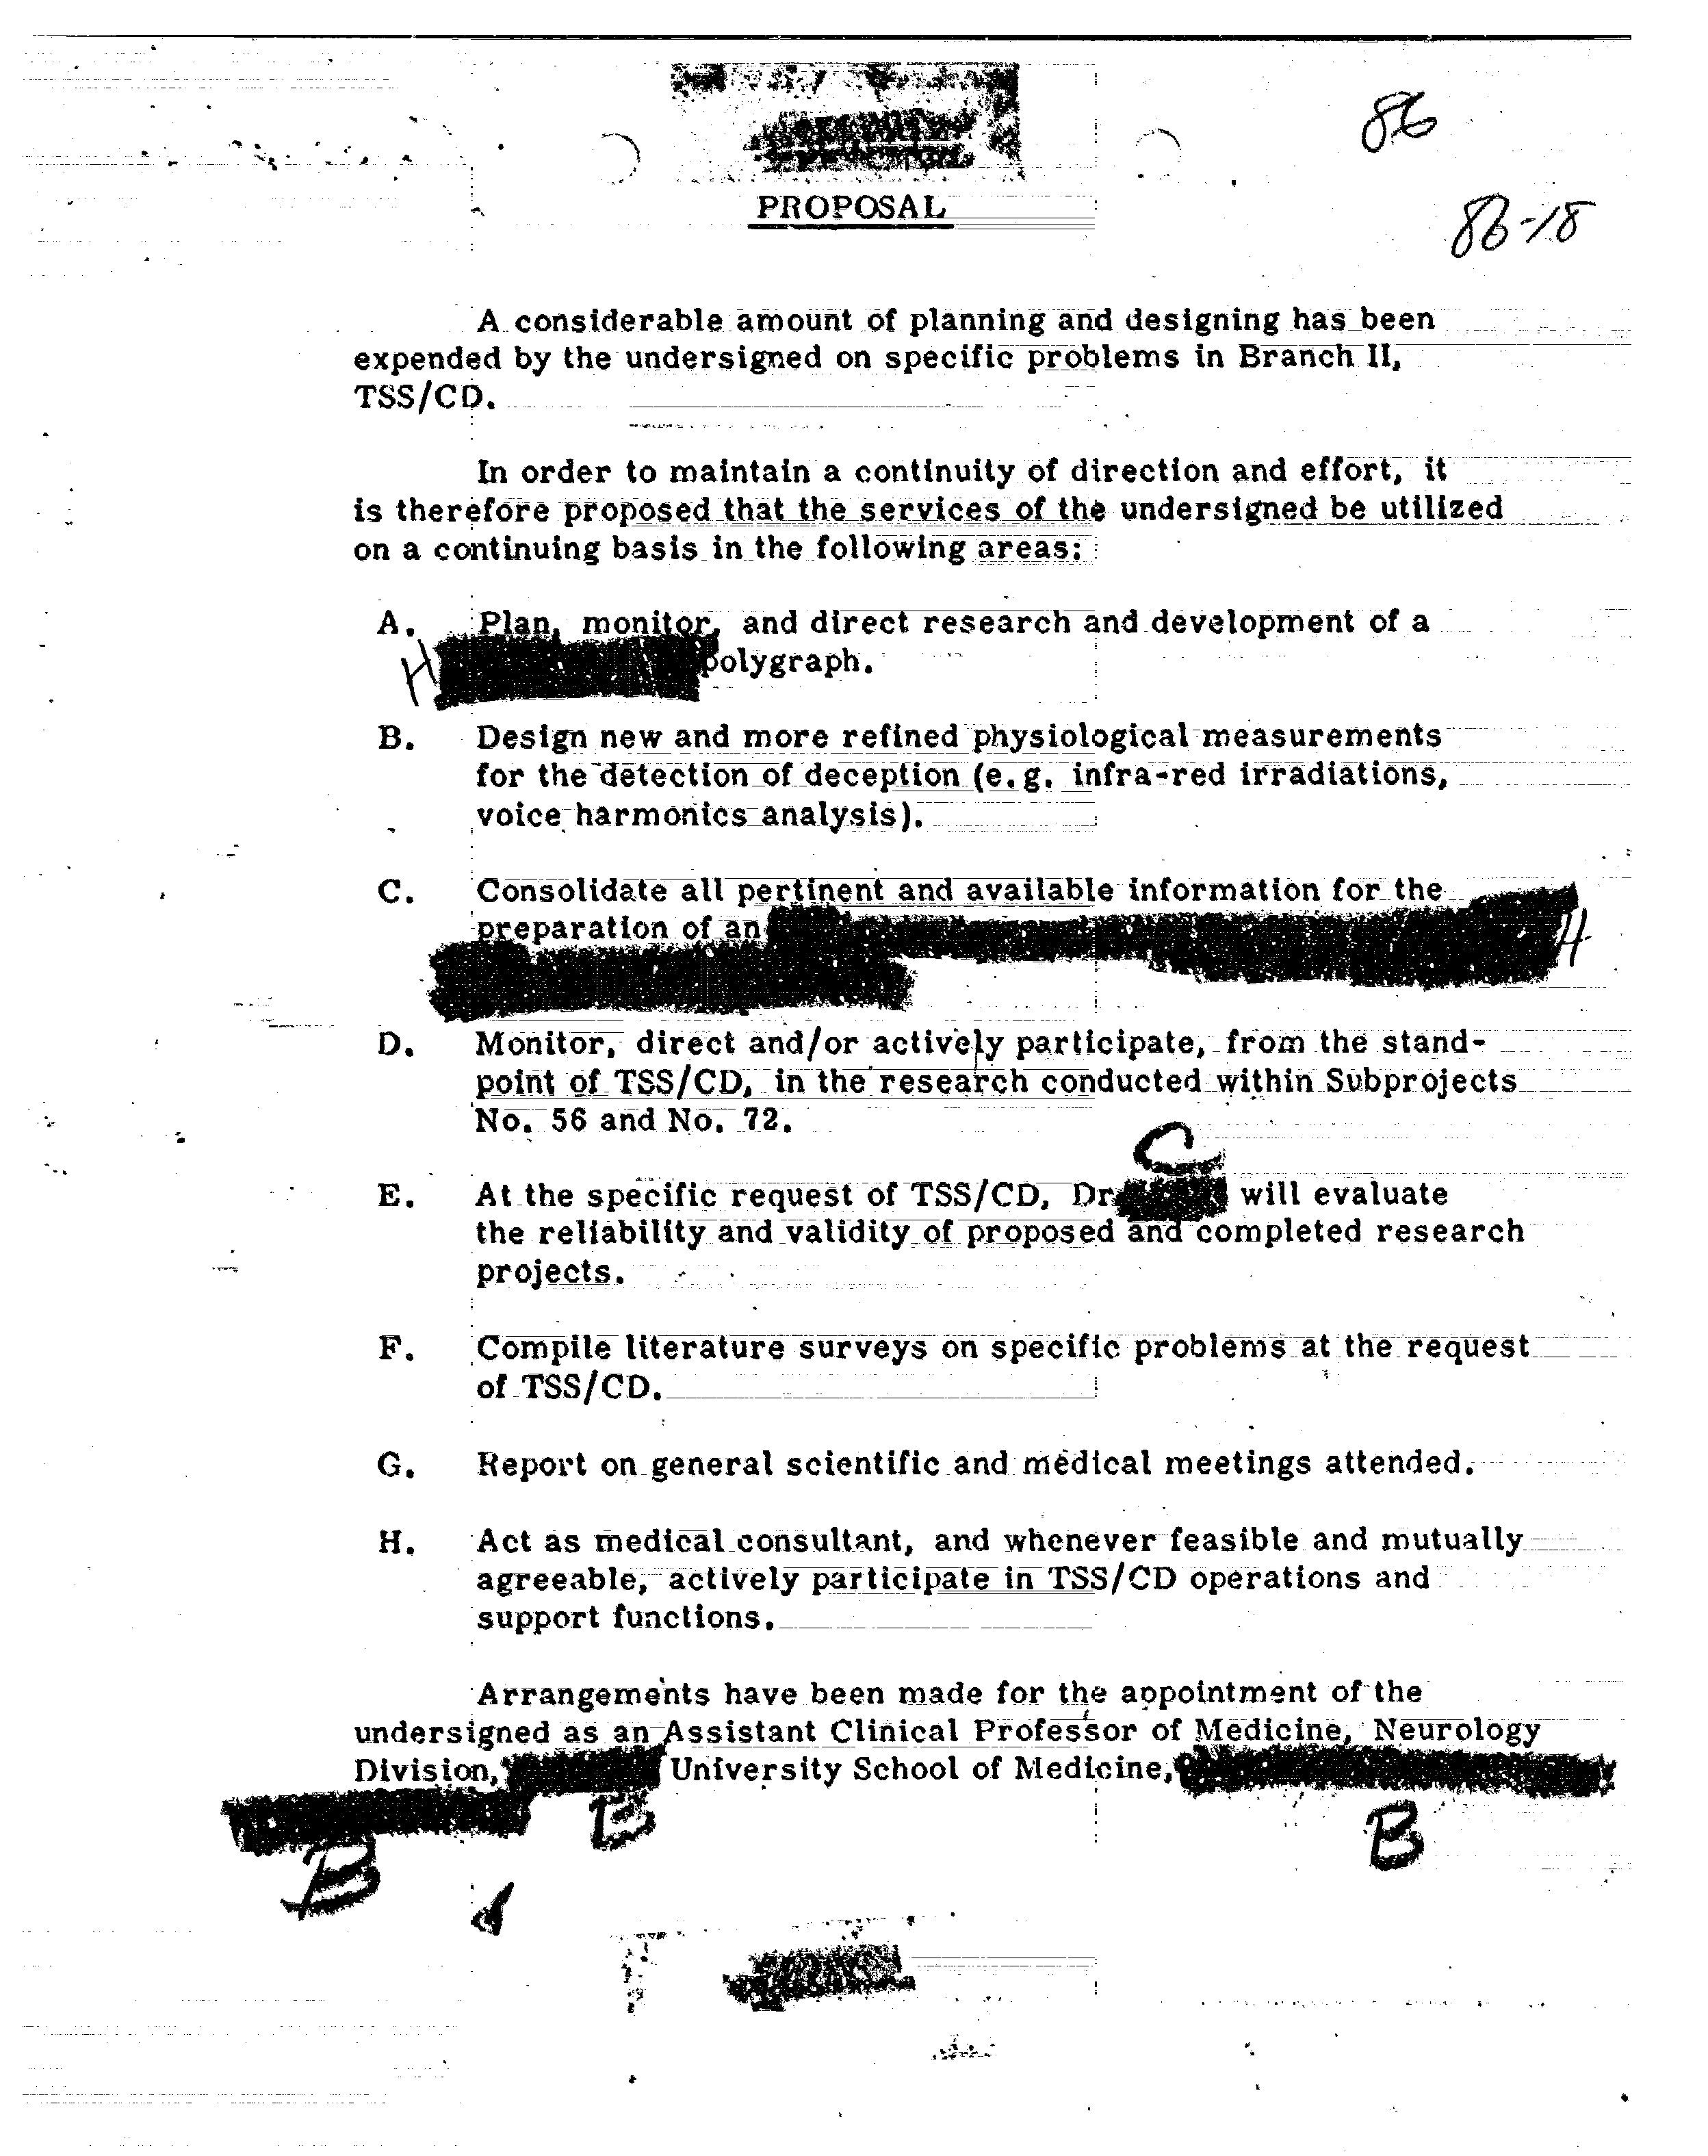 86
PROPOSAL
86-18
A considerable amount of planning and designing has been
expended by the undersigned on specific problems in Branch II,
TSS/CD.
In order to maintain a continuity of direction and effort, it
is therefore proposed that the services of the undersigned be utilized
on a continuing basis in the following areas:
A. Plan, monitor, and direct research and development of a
H polygraph.
B. Design new and more refined physiological measurements
for the detection of deception (e.g. infra-red irradiations,
voice harmonics analysis).
C. Consolidate all pertinent and available information for the
preparation of an H
D. Monitor, direct and/or actively participate, from the stand-
point of TSS/CD, in the research conducted within Subprojects
No. 56 and No. 72.
C
E. At the specific request of TSS/CD, Dr will evaluate
the reliability and validity of proposed and completed research
projects.
F. Compile literature surveys on specific problems at the request
of TSS/CD.
G. Report on general scientific and medical meetings attended.
H. Act as medical consultant, and whenever feasible and mutually
agreeable, actively participate in TSS/CD operations and
support functions.
Arrangements have been made for the appointment of the
undersigned as an Assistant Clinical Professor of Medicine, Neurology
Division, University School of Medicine,
B B B